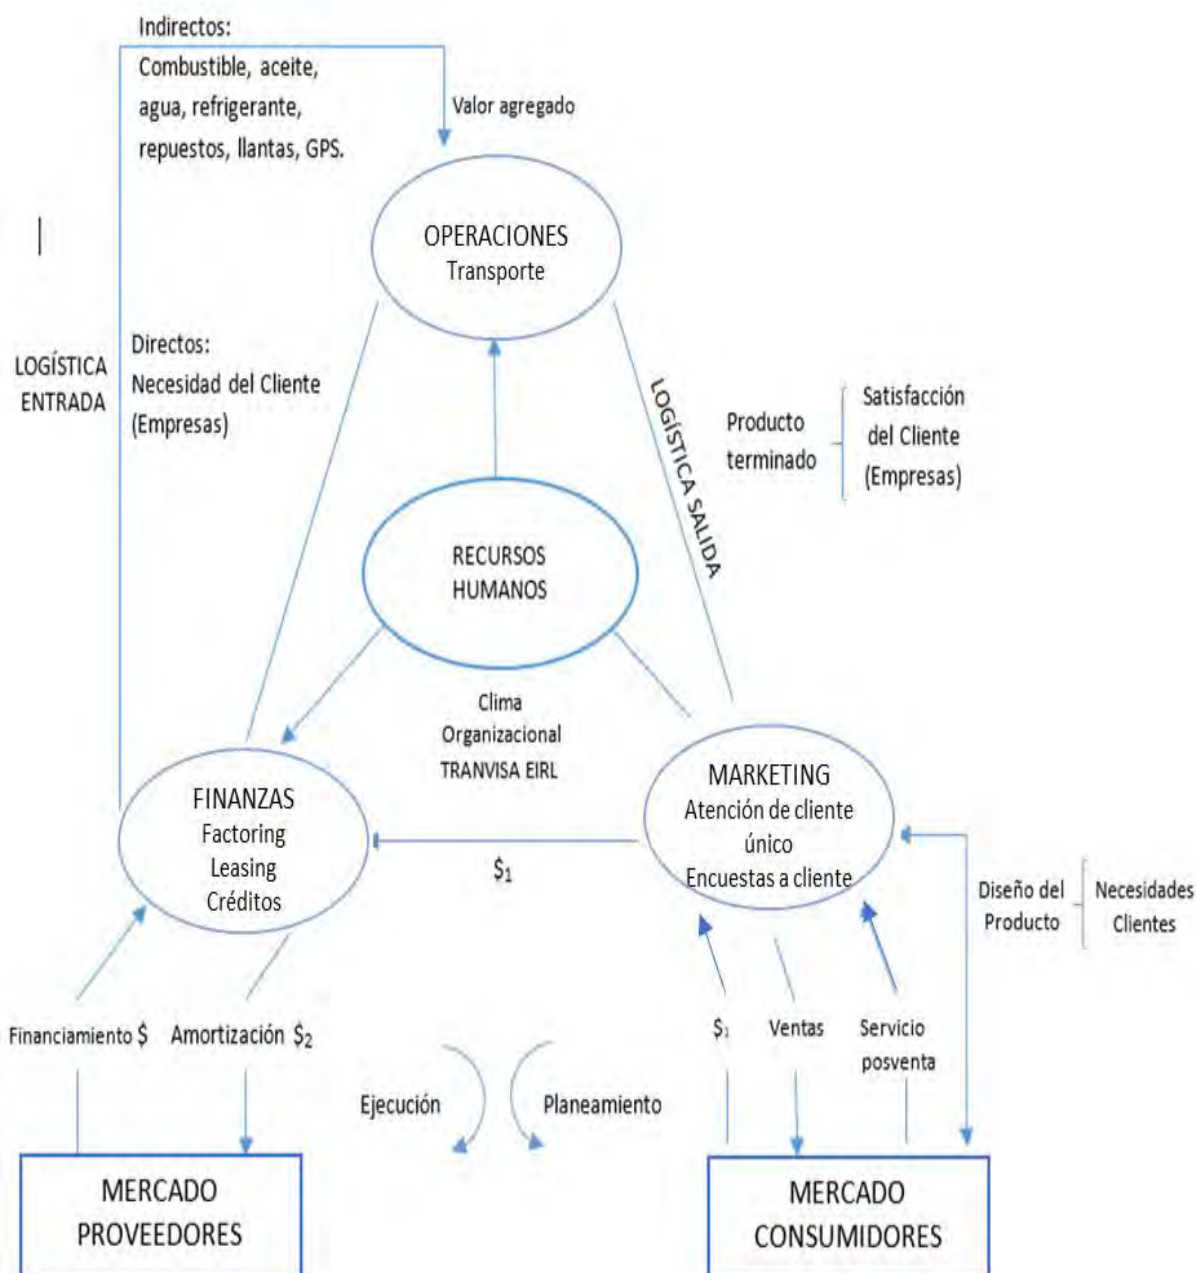 Indirectos:
Combustible, aceite,
agua, refrigerante,
repuestos, llantas, GPS.
Valor agregado
OPERACIONES
Transporte
LOGÍSTICA
ENTRADA
Directos:
Necesidad del Cliente
(Empresas)
LOGÍSTICA SALIDA
Producto
terminado
Satisfacción
del Cliente
(Empresas)
RECURSOS
HUMANOS
Clima
Organizacional
TRANVISA EIRL
FINANZAS
Factoring
Leasing
Créditos
$₁
MARKETING
Atención de cliente
único
Encuestas a cliente
Diseño del
Producto
Necesidades
Clientes
Financiamiento $
Amortización $₂
Ejecución
Planeamiento
$₁
Ventas
Servicio
posventa
MERCADO
PROVEEDORES
MERCADO
CONSUMIDORES